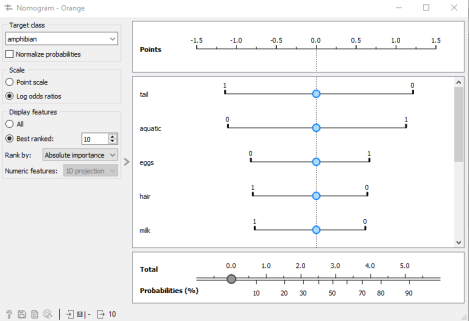 Nomogram - Orange
Target class
amphibian
Normalize probabilities
Scale
Point scale
Log odds ratios
Display features
All
Best ranked: 10
Rank by: Absolute importance
Numeric features: 1D projection
Points
-1.5 -1.0 -0.5 0.0 0.5 1.0 1.5
tail 1 0
aquatic 0 1
eggs 0 1
hair 1 0
milk 1 0
Total 0.0 1.0 2.0 3.0 4.0 5.0
Probabilities (%) 10 20 30 50 70 80 90
? - 10